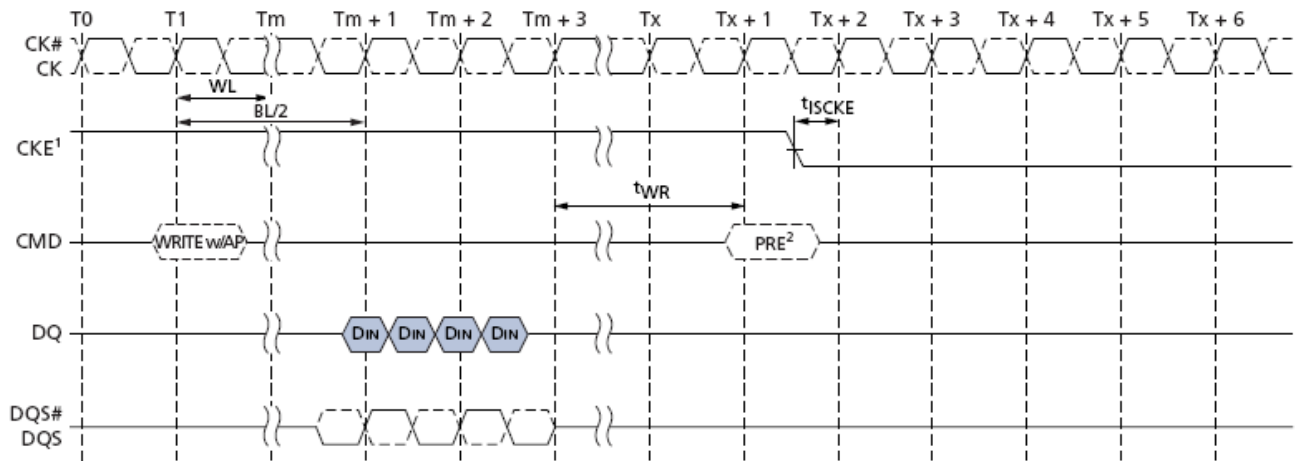 T0 T1 Tm Tm + 1 Tm + 2 Tm + 3 Tx Tx + 1 Tx + 2 Tx + 3 Tx + 4 Tx + 5 Tx + 6
CK#
CK
WL
BL/2
tISCKE
CKE¹
tWR
CMD WRITE w/AP PRE²
DQ DIN DIN DIN DIN
DQS#
DQS